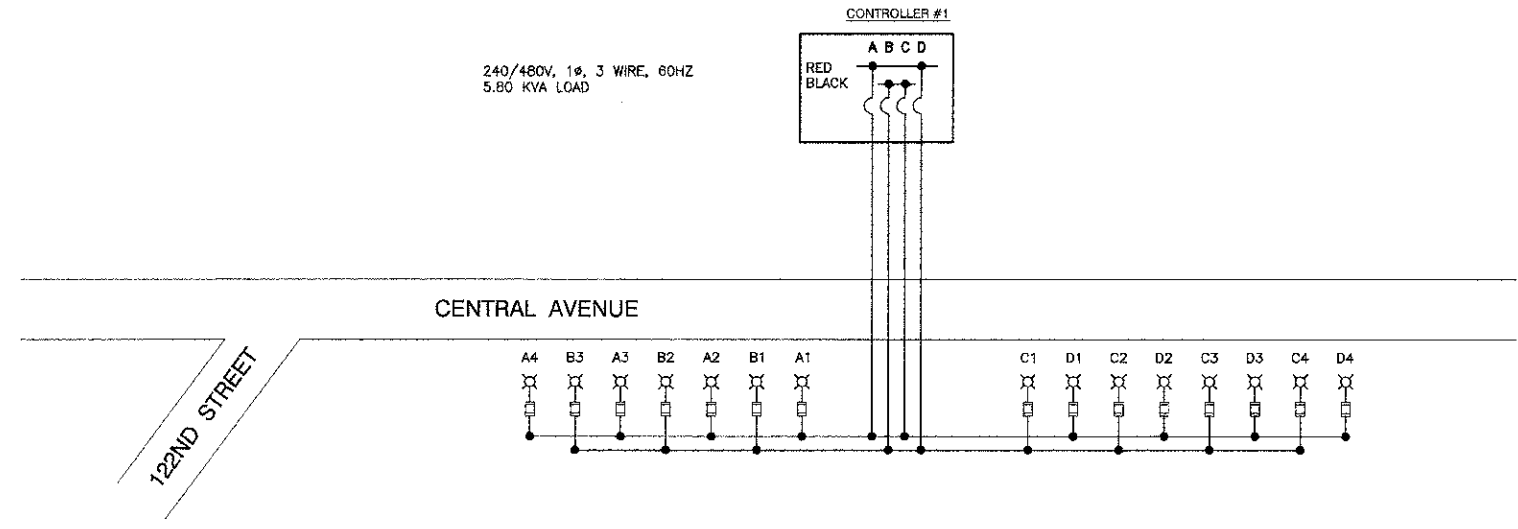 CONTROLLER #1
A B C D
RED
BLACK
240/480V, 1ø, 3 WIRE, 60HZ
5.80 KVA LOAD
CENTRAL AVENUE
122ND STREET
A4 B3 A3 B2 A2 B1 A1 C1 D1 C2 D2 C3 D3 C4 D4